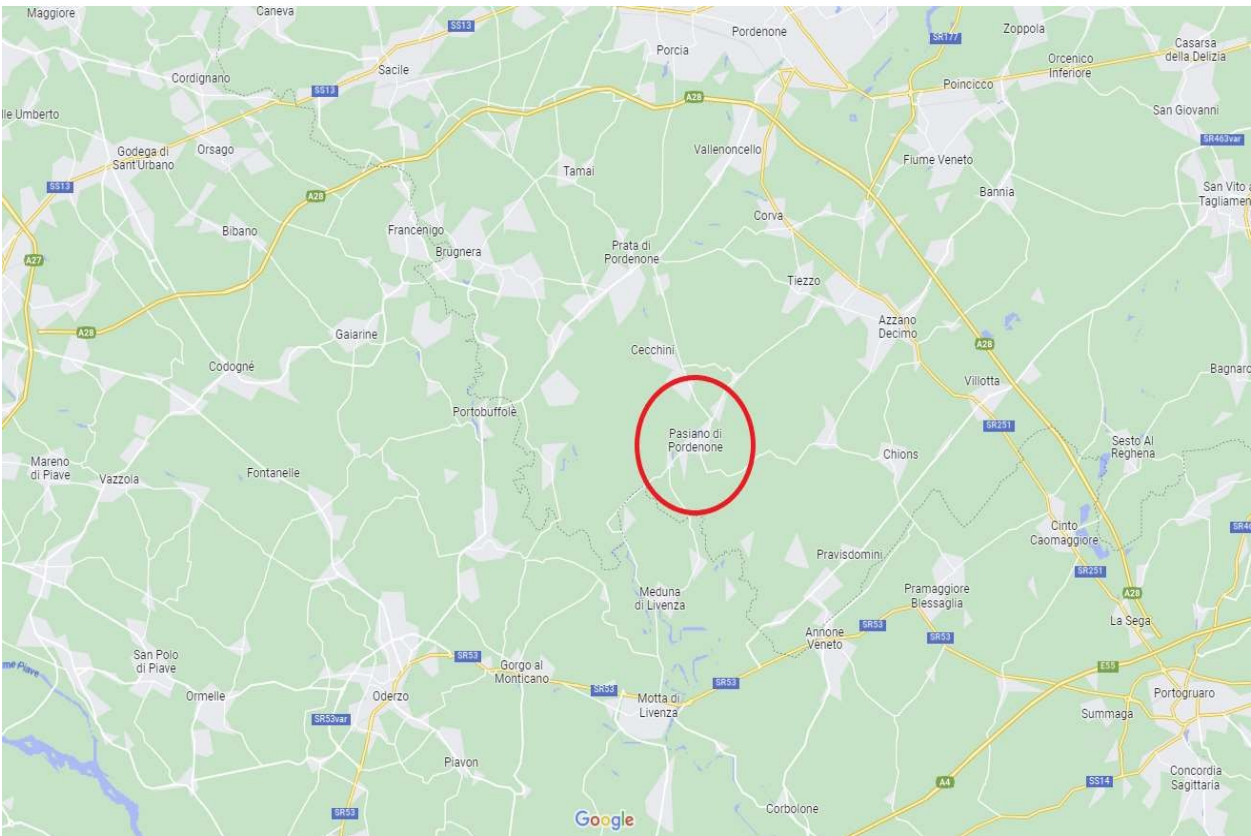 Maggiore
Caneva
SS13
Pordenone
Zoppola
Porcia
SR177
Casarsa
della Delizia
Orcenico
Inferiore
Sacile
Cordignano
Poincicco
SS13
A28
lle Umberto
San Giovanni
SR463var
Godega di
Sant'Urbano
Orsago
Vallenoncello
Fiume Veneto
Tamai
SS13
A28
Bannia
San Vito a
Tagliamen
Corva
Bibano
Francenigo
Brugnera
Prata di
Pordenone
A27
Tiezzo
Azzano
Decimo
A28
Gaiarine
A28
Cecchini
Codogné
Bagnaro
Villotta
Portobuffolè
SR251
Pasiano di
Pordenone
Sesto Al
Reghena
Chions
Mareno
di Piave
Vazzola
Fontanelle
Cinto
Caomaggiore
SR46
Pravisdomini
SR251
Meduna
di Livenza
Pramaggiore
Blessaglia
A28
La Sega
Annone
Veneto
SR53
SR53
San Polo
di Piave
me Piave
SR53
Gorgo al
Monticano
E55
SR53
SR53
Ormelle
Oderzo
Motta di
Livenza
Portogruaro
Summaga
SR53var
Piavon
A4
SS14
Concordia
Sagittaria
SR53
Google
Corbolone